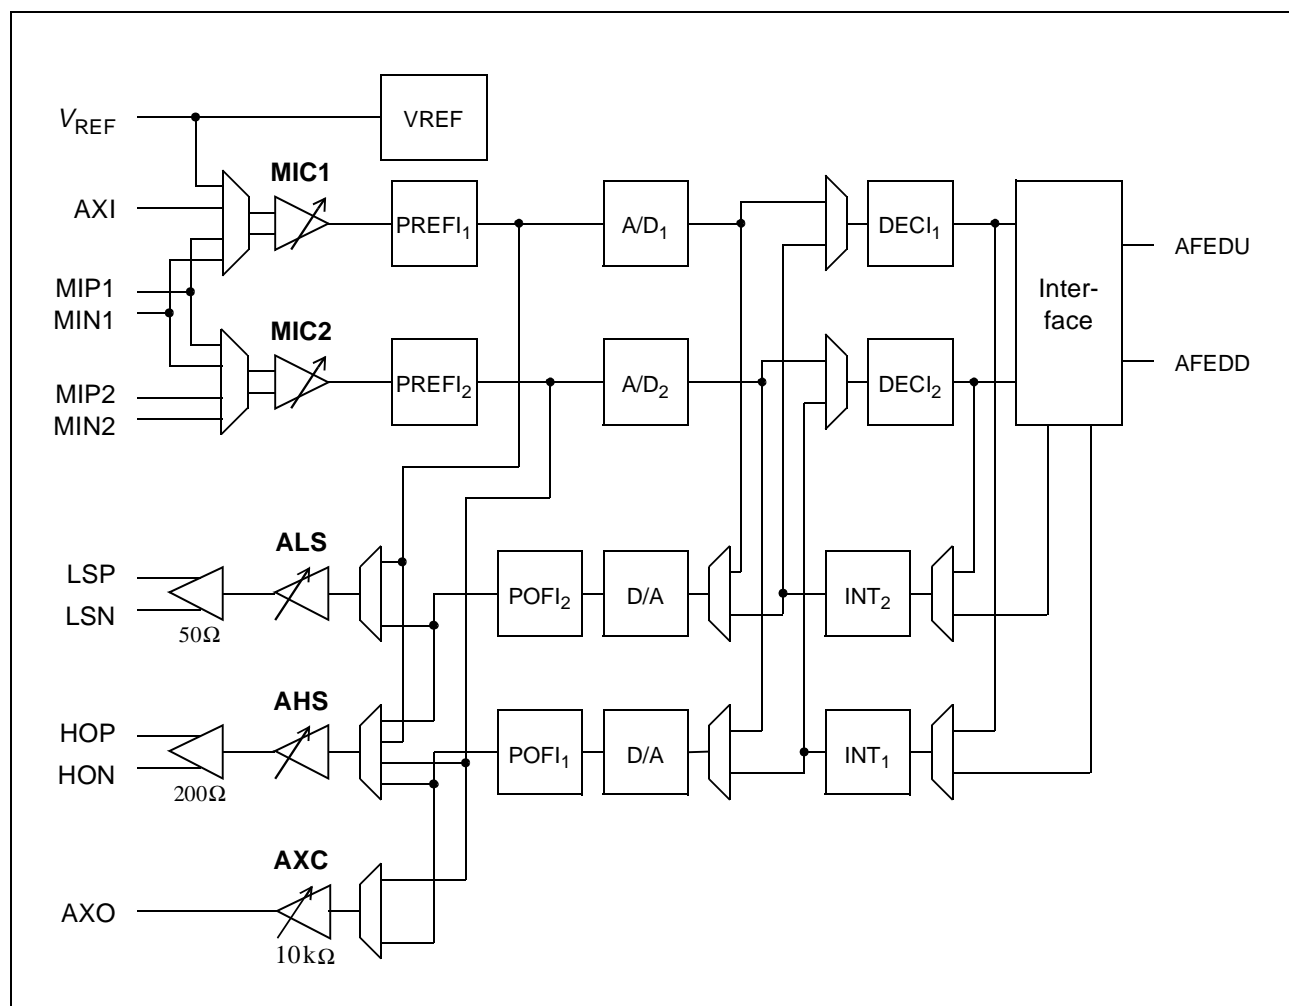 V_REF
VREF
MIC1
AXI
PREFI₁
A/D₁
DECI₁
AFEDU
MIP1
MIN1
Inter-
face
MIC2
AFEDD
MIP2
MIN2
PREFI₂
A/D₂
DECI₂
ALS
LSP
LSN
50Ω
POFI₂
D/A
INT₂
AHS
HOP
HON
200Ω
POFI₁
D/A
INT₁
AXC
AXO
10kΩ